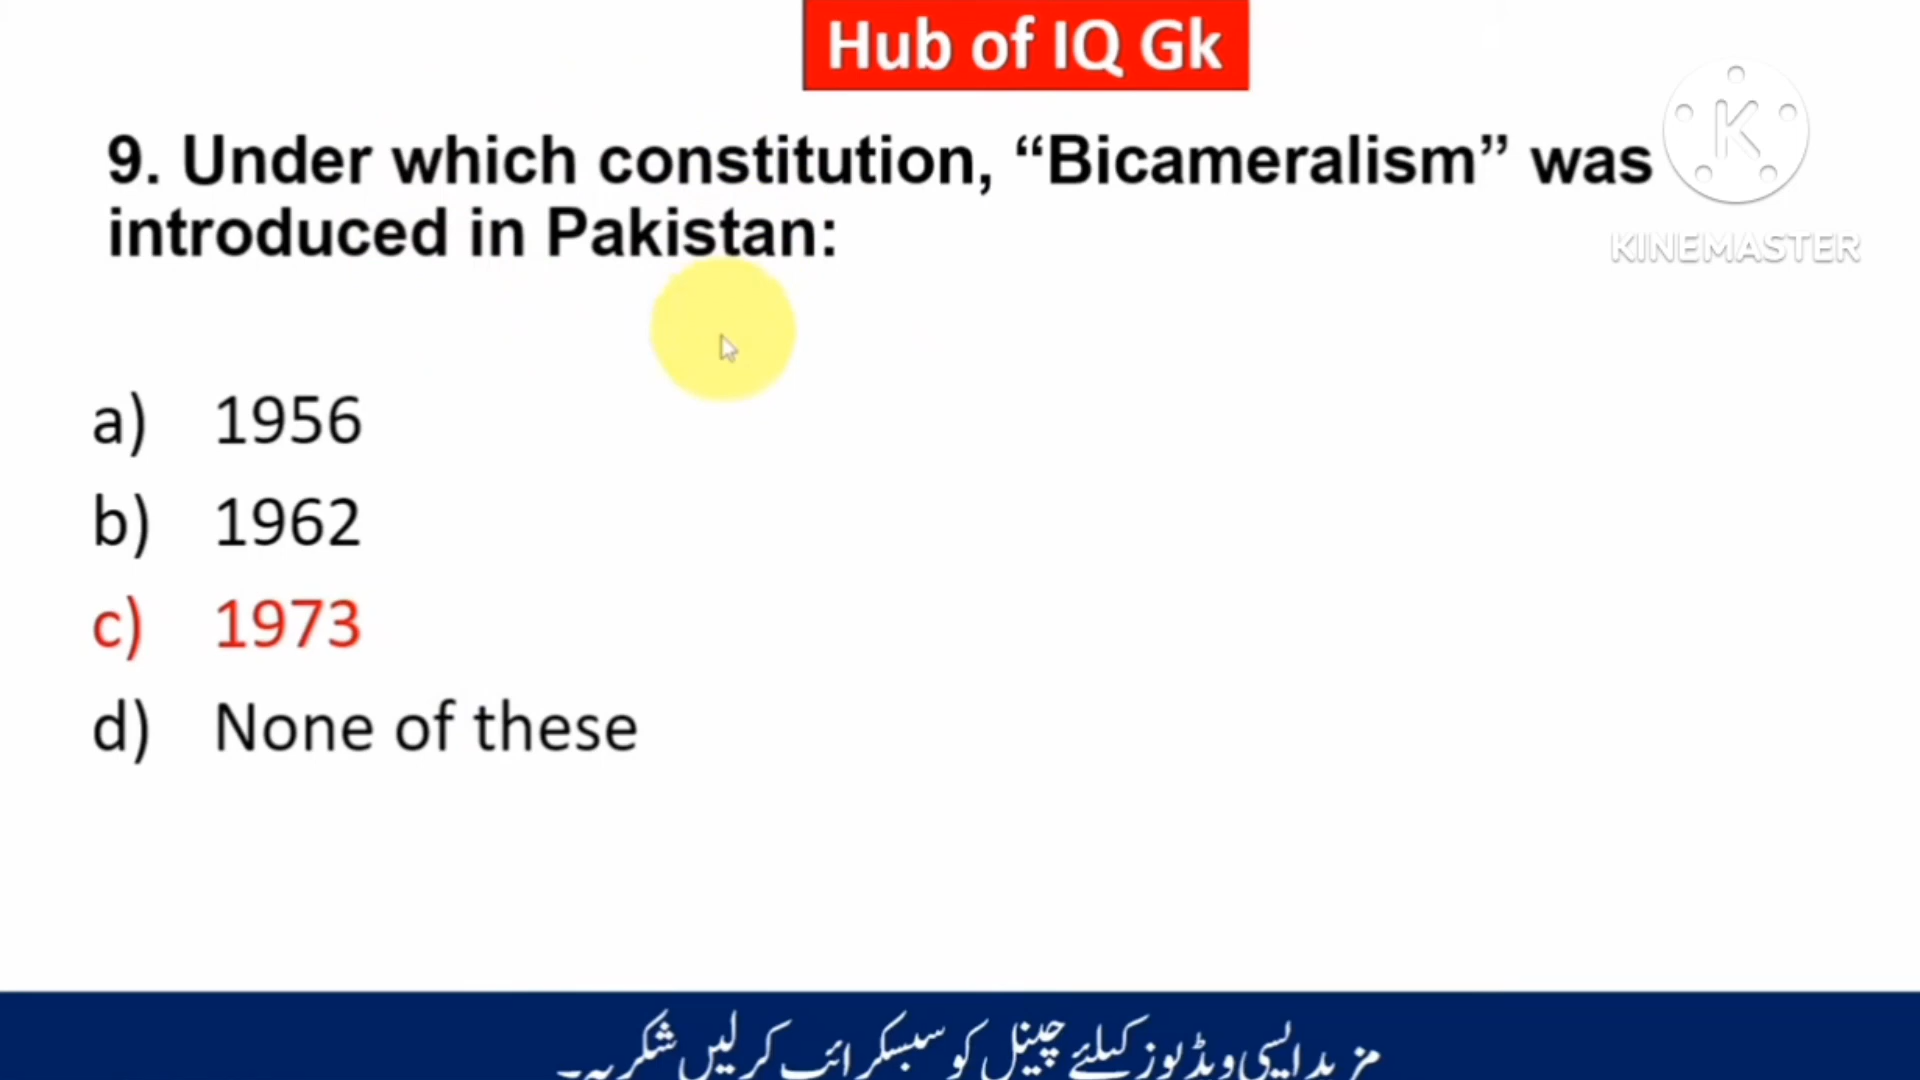 Hub of IQ Gk
K
KINEMASTER
9. Under which constitution, “Bicameralism” was
introduced in Pakistan:
a) 1956
b) 1962
c) 1973
d) None of these
مزید ایسی ویڈیوز کیلئے چینل کو سبسکرائب کر لیں شکریہ۔